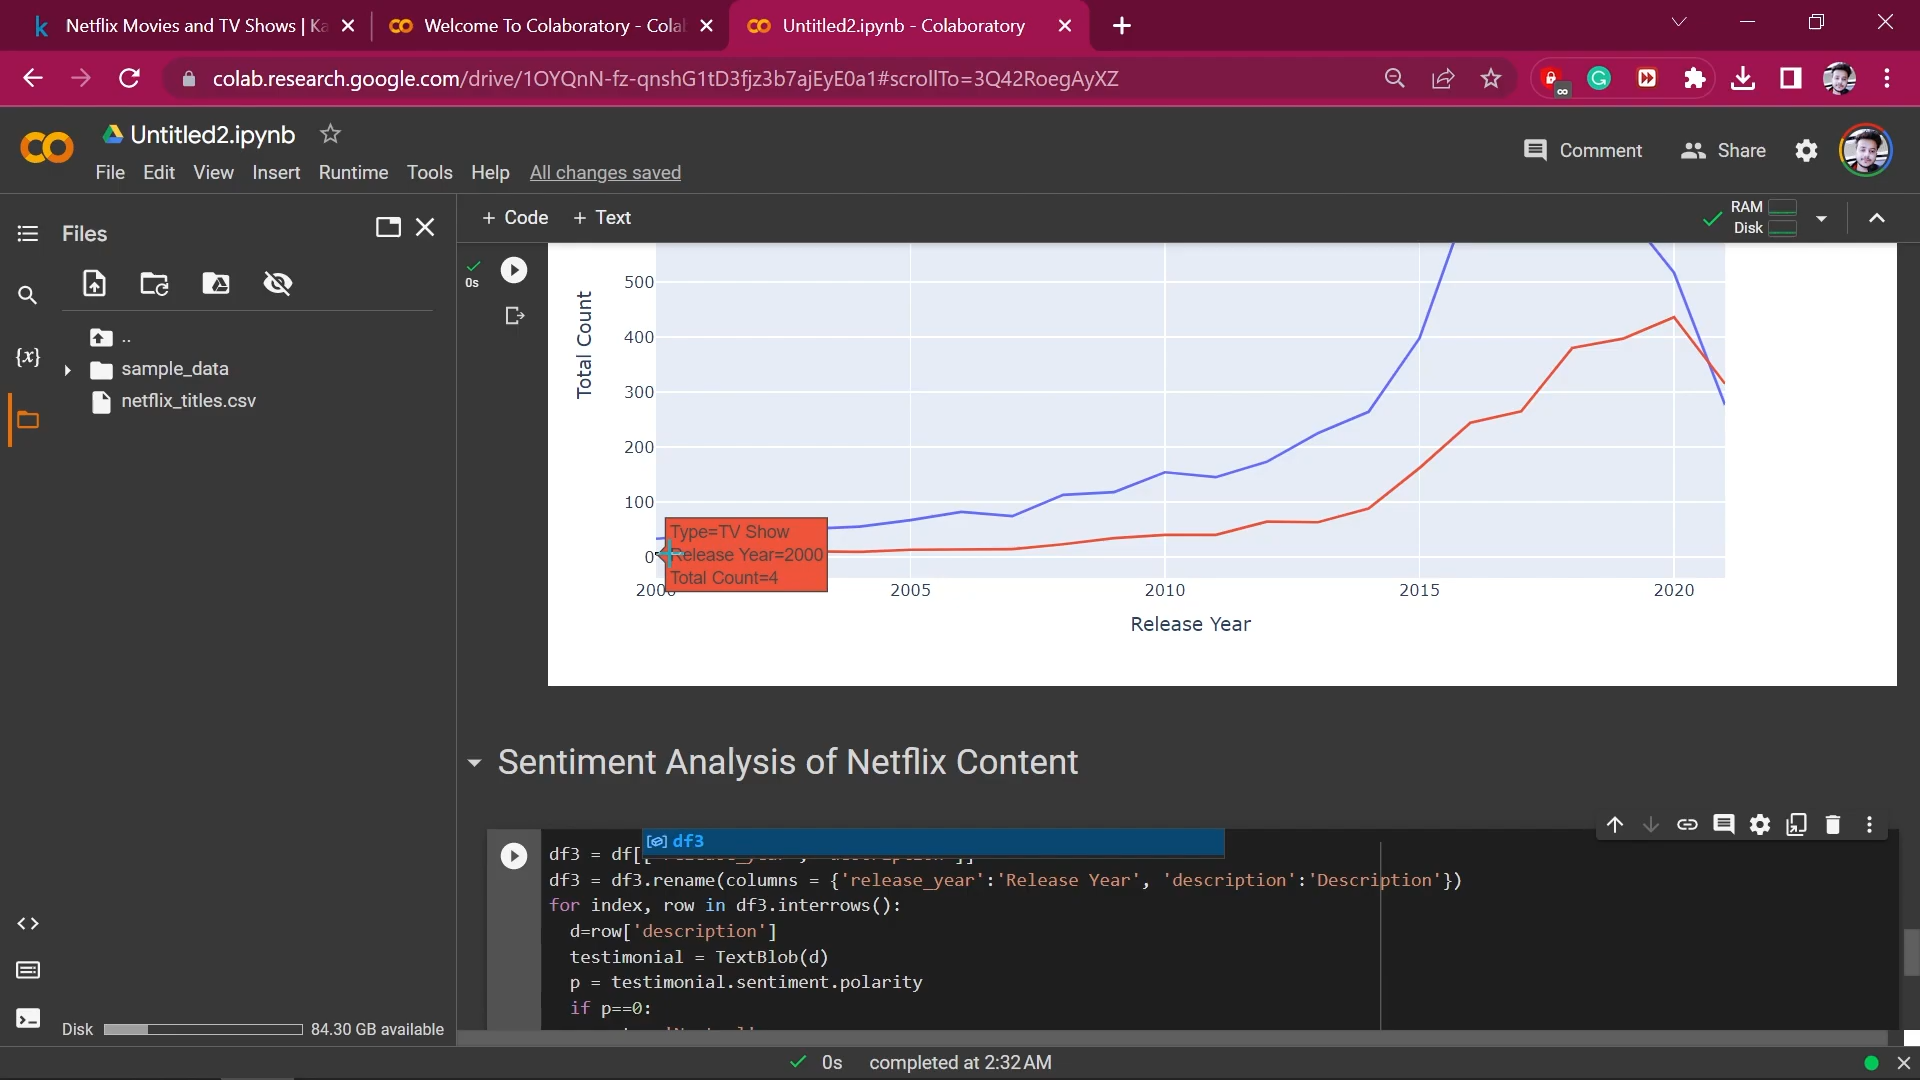 Netflix Movies and TV Shows | Ka
Welcome To Colaboratory - Colab
Untitled2.ipynb - Colaboratory
colab.research.google.com/drive/1OYQnN-fz-qnshG1tD3fjz3b7ajEyE0a1#scrollTo=3Q42RoegAyXZ
Untitled2.ipynb
Comment
Share
File Edit View Insert Runtime Tools Help All changes saved
Files
+ Code + Text
RAM
Disk
..
sample_data
netflix_titles.csv
{x}
0s
Total Count
500
400
300
200
100
0
Type=TV Show
Release Year=2000
Total Count=4
2000 2005 2010 2015 2020
Release Year
Sentiment Analysis of Netflix Content
df3
df3 = df[['release_year', 'description']]
df3 = df3.rename(columns = {'release_year':'Release Year', 'description':'Description'})
for index, row in df3.interrows():
d=row['description']
testimonial = TextBlob(d)
p = testimonial.sentiment.polarity
if p==0:
Disk 84.30 GB available
0s completed at 2:32 AM